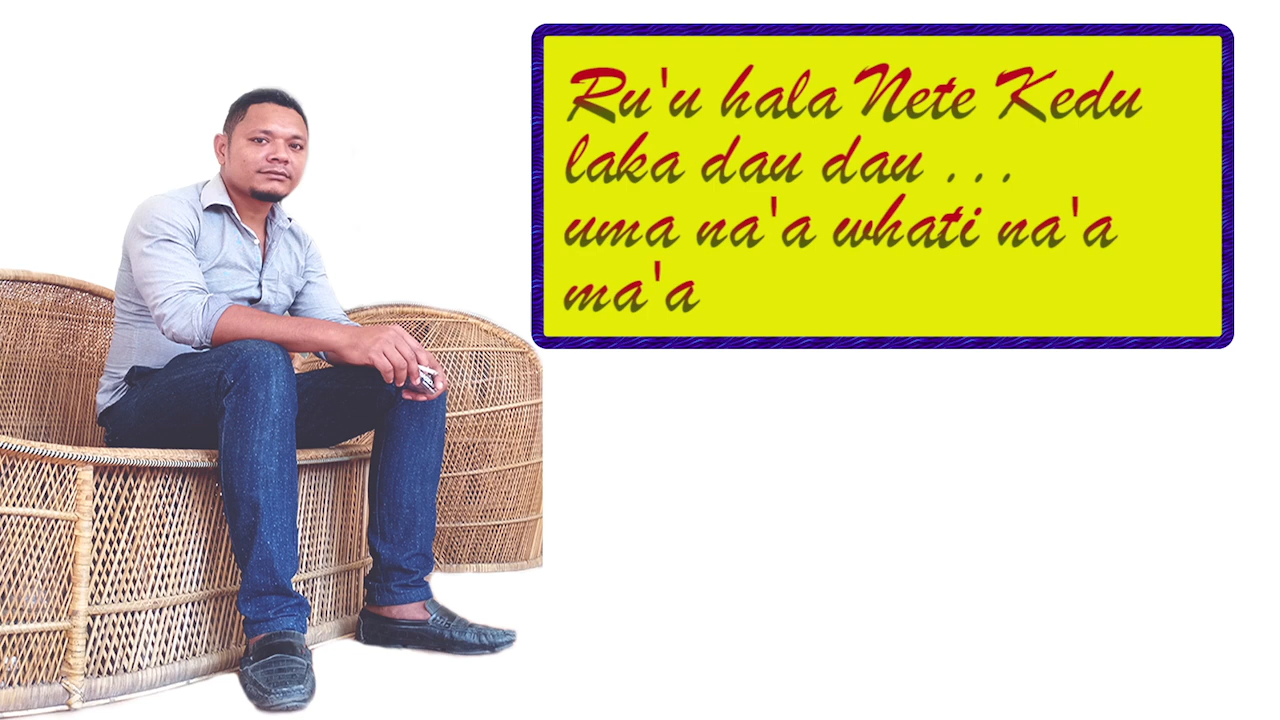 Ru'u hala Nete Kedu
laka dau dau ...
uma na'a whati na'a
ma'a